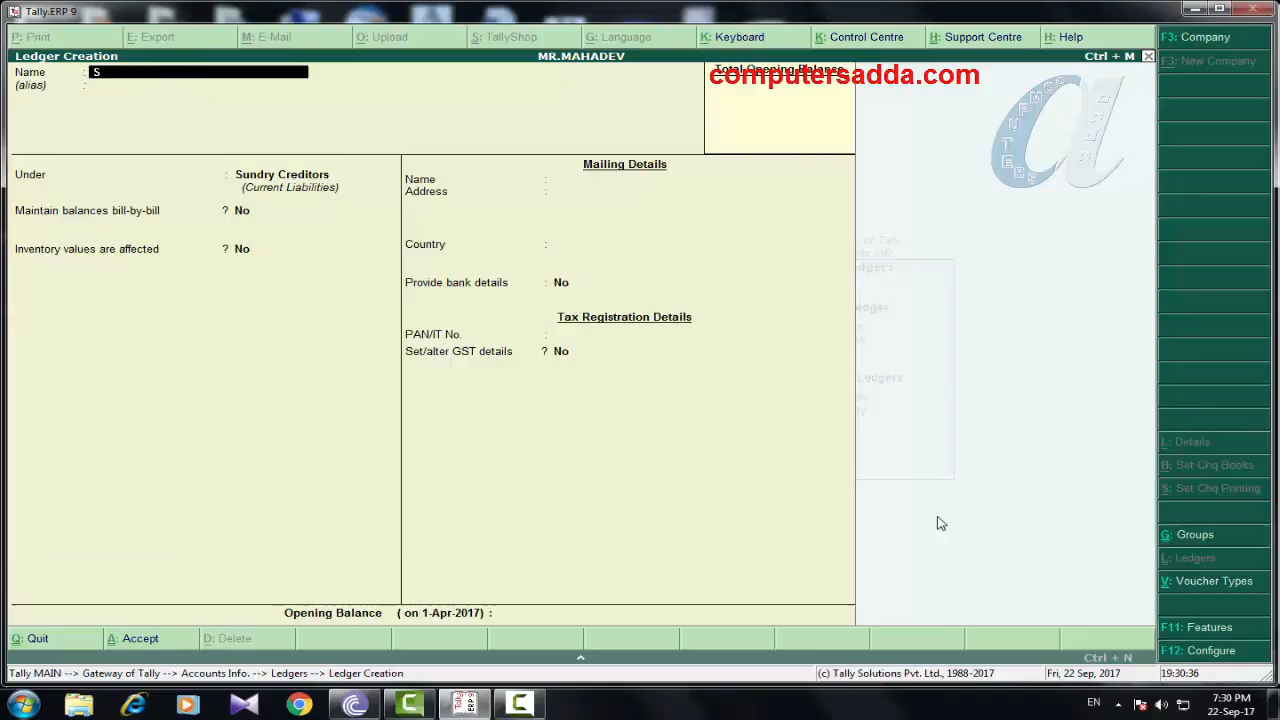 Tally.ERP 9
P: Print E: Export M: E-Mail O: Upload S: TallyShop G: Language K: Keyboard K: Control Centre H: Support Centre H: Help
F3: Company
Ledger Creation MR.MAHADEV Ctrl + M
F3: New Company
Name : S
Total Opening Balance
computersadda.com
(alias) :
Under : Sundry Creditors
(Current Liabilities)
Maintain balances bill-by-bill ? No
Inventory values are affected ? No
Mailing Details
Name :
Address :
Country :
Provide bank details : No
Tax Registration Details
PAN/IT No. :
Set/alter GST details ? No
L: Details
B: Set Chq Books
S: Set Chq Printing
G: Groups
L: Ledgers
V: Voucher Types
F11: Features
F12: Configure
Opening Balance ( on 1-Apr-2017) :
Q: Quit A: Accept D: Delete
Ctrl + N
Tally MAIN --> Gateway of Tally --> Accounts Info. --> Ledgers --> Ledger Creation (c) Tally Solutions Pvt. Ltd., 1988-2017 Fri, 22 Sep, 2017 19:30:36
EN 7:30 PM
22-Sep-17